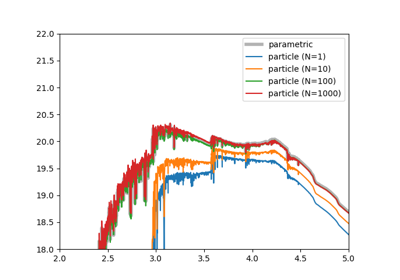 22.0
21.5
21.0
20.5
20.0
19.5
19.0
18.5
18.0
parametric
particle (N=1)
particle (N=10)
particle (N=100)
particle (N=1000)
2.0 2.5 3.0 3.5 4.0 4.5 5.0